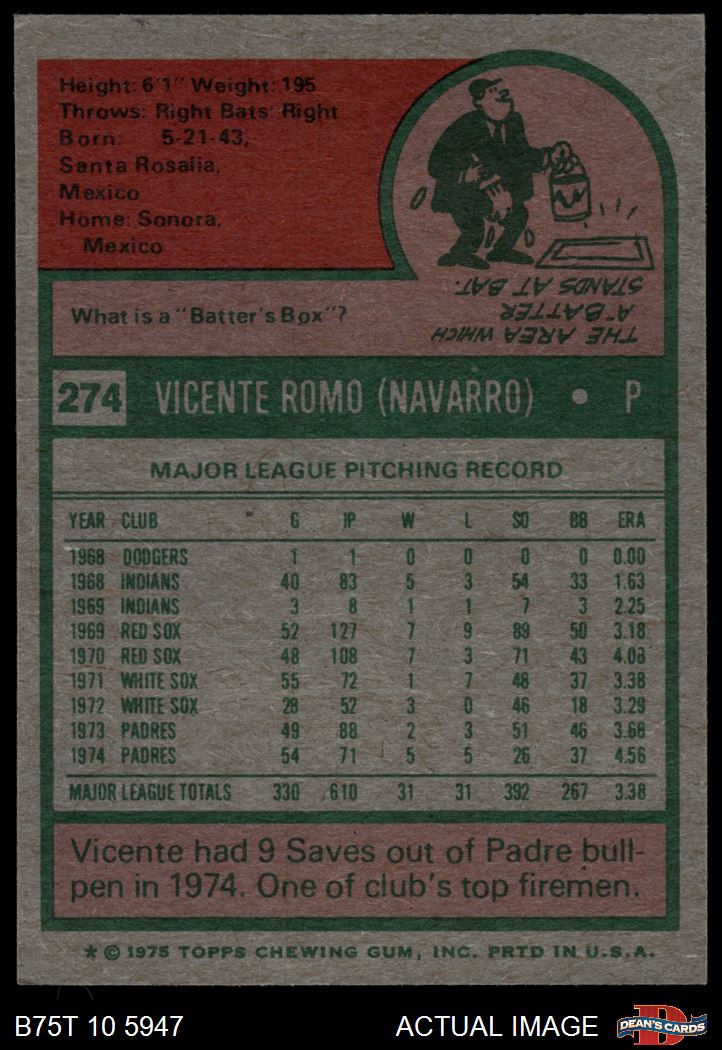 Height: 6'1" Weight: 195
Throws: Right Bats: Right
Born: 5-21-43,
Santa Rosalia,
Mexico
Home: Sonora,
Mexico
What is a "Batter's Box"?
THE AREA WHICH
A "BATTER"
STANDS AT BAT.
274 VICENTE ROMO (NAVARRO) • P
MAJOR LEAGUE PITCHING RECORD
YEAR CLUB G IP W L SO BB ERA
1968 DODGERS 1 1 0 0 0 0 0.00
1968 INDIANS 40 83 5 3 54 33 1.63
1969 INDIANS 3 8 1 1 7 3 2.25
1969 RED SOX 52 127 7 9 89 50 3.18
1970 RED SOX 48 108 7 3 71 43 4.08
1971 WHITE SOX 55 72 1 7 48 37 3.38
1972 WHITE SOX 28 52 3 0 46 18 3.29
1973 PADRES 49 88 2 3 51 46 3.68
1974 PADRES 54 71 5 5 26 37 4.56
MAJOR LEAGUE TOTALS 330 610 31 31 392 267 3.38
Vicente had 9 Saves out of Padre bull-
pen in 1974. One of club's top firemen.
* © 1975 TOPPS CHEWING GUM, INC. PRTD IN U.S.A.
B75T 10 5947 ACTUAL IMAGE DEAN'S CARDS